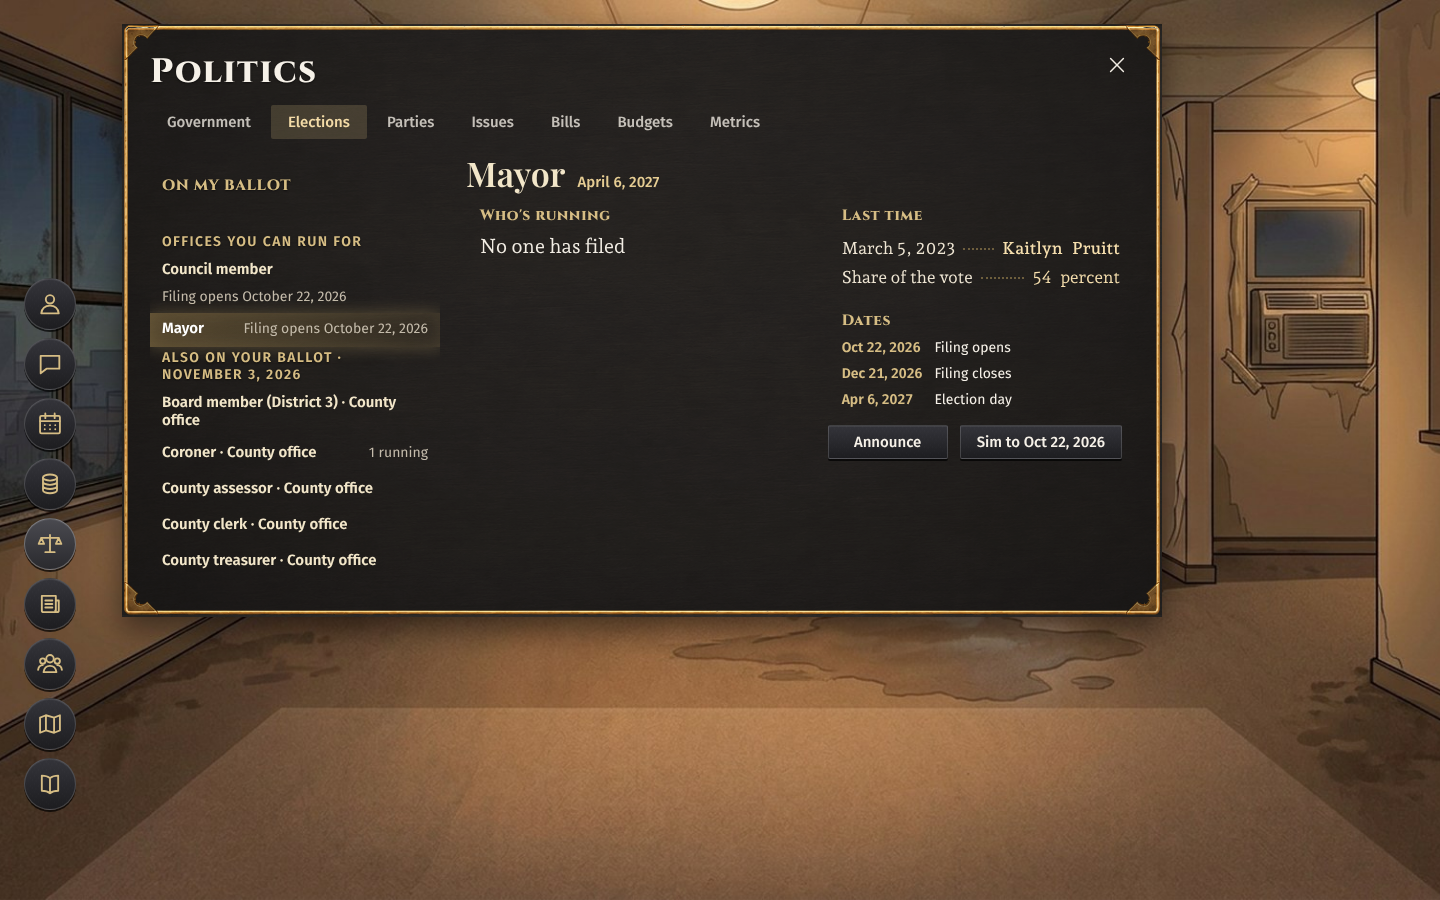 Politics
Government
Elections
Parties
Issues
Bills
Budgets
Metrics
On my ballot
OFFICES YOU CAN RUN FOR
Council member
Filing opens October 22, 2026
Mayor Filing opens October 22, 2026
ALSO ON YOUR BALLOT ·
NOVEMBER 3, 2026
Board member (District 3) · County
office
Coroner · County office 1 running
County assessor · County office
County clerk · County office
County treasurer · County office
Mayor April 6, 2027
Who's running
No one has filed
Last time
March 5, 2023 Kaitlyn Pruitt
Share of the vote 54 percent
Dates
Oct 22, 2026 Filing opens
Dec 21, 2026 Filing closes
Apr 6, 2027 Election day
Announce
Sim to Oct 22, 2026